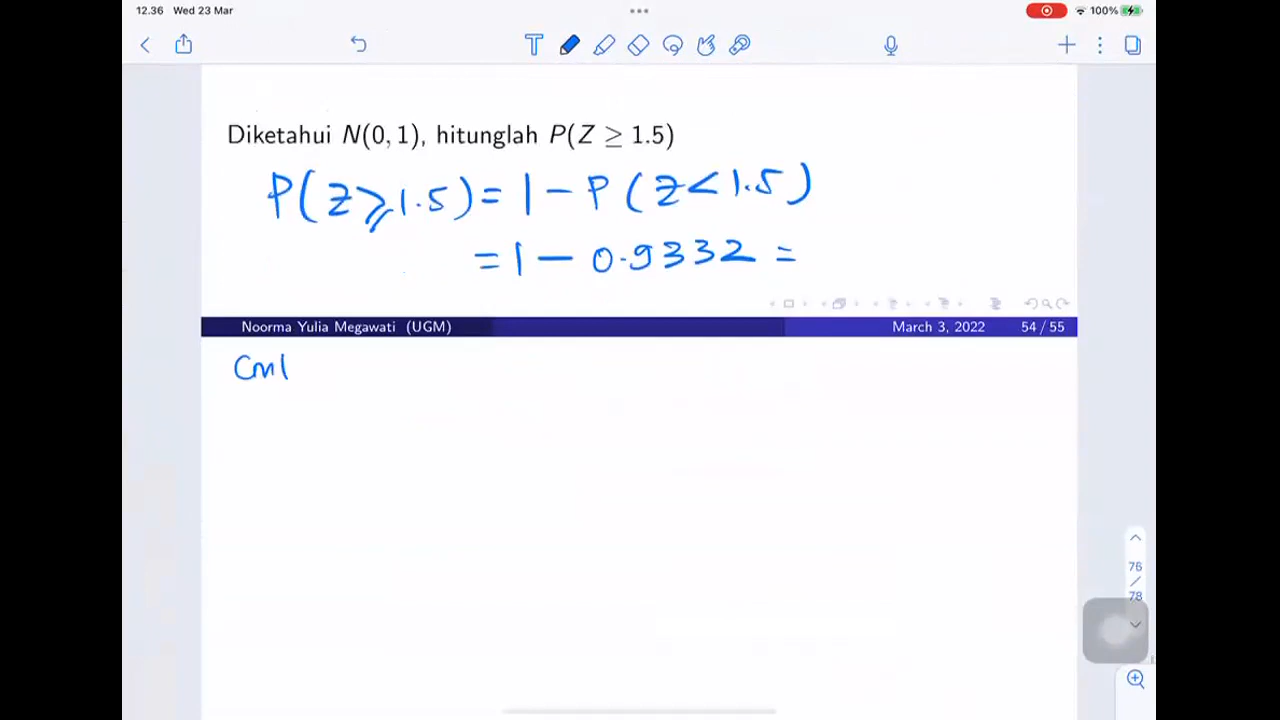 12.36 Wed 23 Mar
100%
Diketahui N(0, 1), hitunglah P(Z ≥ 1.5)
P(Z ≥ 1.5) = 1 − P(Z < 1.5)
= 1 − 0.9332 =
Noorma Yulia Megawati (UGM) March 3, 2022 54 / 55
76
/
78